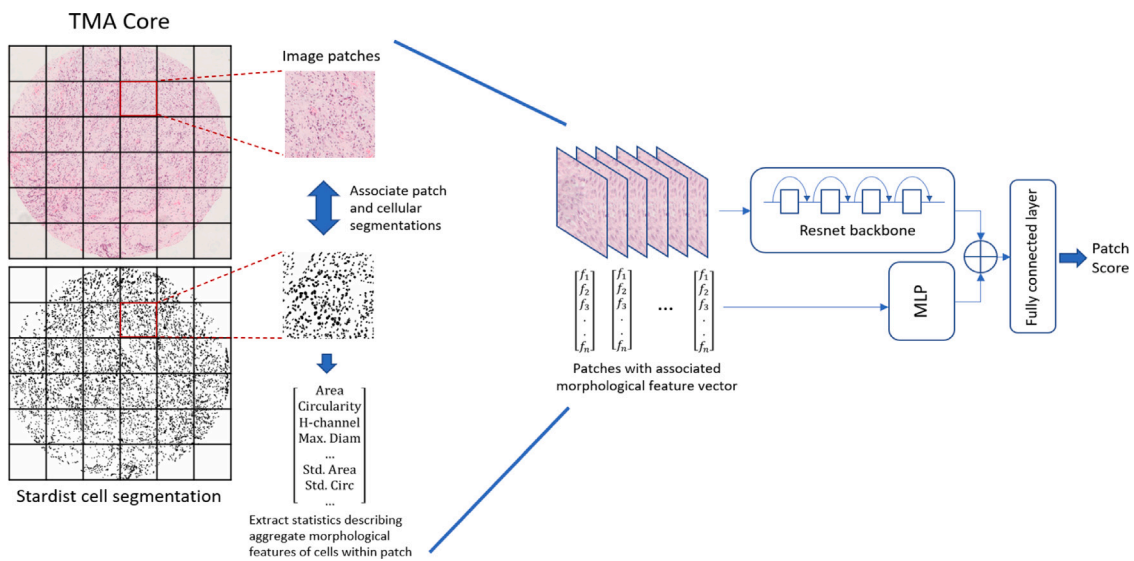 TMA Core
Image patches
Associate patch
and cellular
segmentations
Stardist cell segmentation
Area
Circularity
H-channel
Max. Diam
...
Std. Area
Std. Circ
...
Extract statistics describing
aggregate morphological
features of cells within patch
f₁ f₁ f₁
f₂ f₂ f₂
f₃ f₃ ... f₃
. . .
. . .
fₙ fₙ fₙ
Patches with associated
morphological feature vector
Resnet backbone
MLP
Fully connected layer
Patch
Score